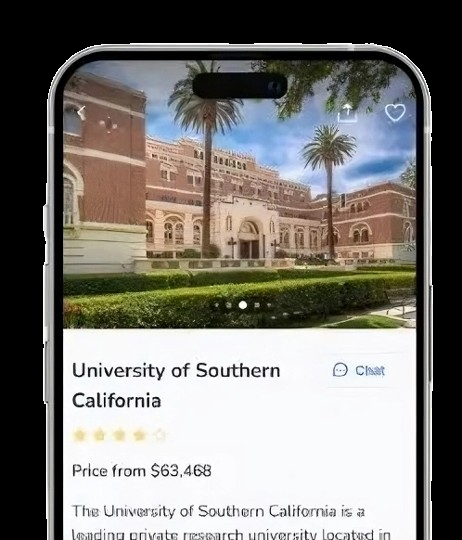 University of Southern
California
Chat
Price from $63,468
The University of Southern California is a
leading private research university located in